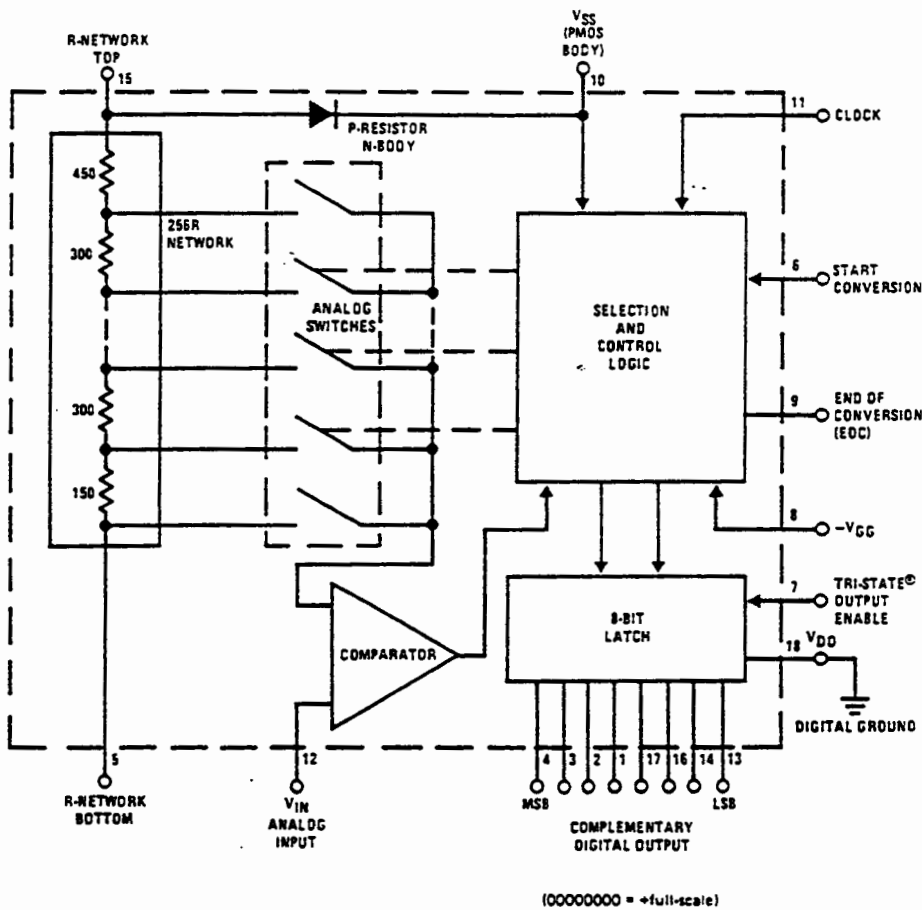 R-NETWORK
TOP
15
VSS
(PMOS
BODY)
10
11
CLOCK
P-RESISTOR
N-BODY
450
256R
NETWORK
300
ANALOG
SWITCHES
SELECTION
AND
CONTROL
LOGIC
6
START
CONVERSION
300
9
END OF
CONVERSION
(EOC)
150
8
-VGG
COMPARATOR
8-BIT
LATCH
7
TRI-STATE®
OUTPUT
ENABLE
18
VDD
DIGITAL GROUND
5
R-NETWORK
BOTTOM
12
VIN
ANALOG
INPUT
4 3 2 1 17 16 14 13
MSB LSB
COMPLEMENTARY
DIGITAL OUTPUT
(00000000 = +full-scale)